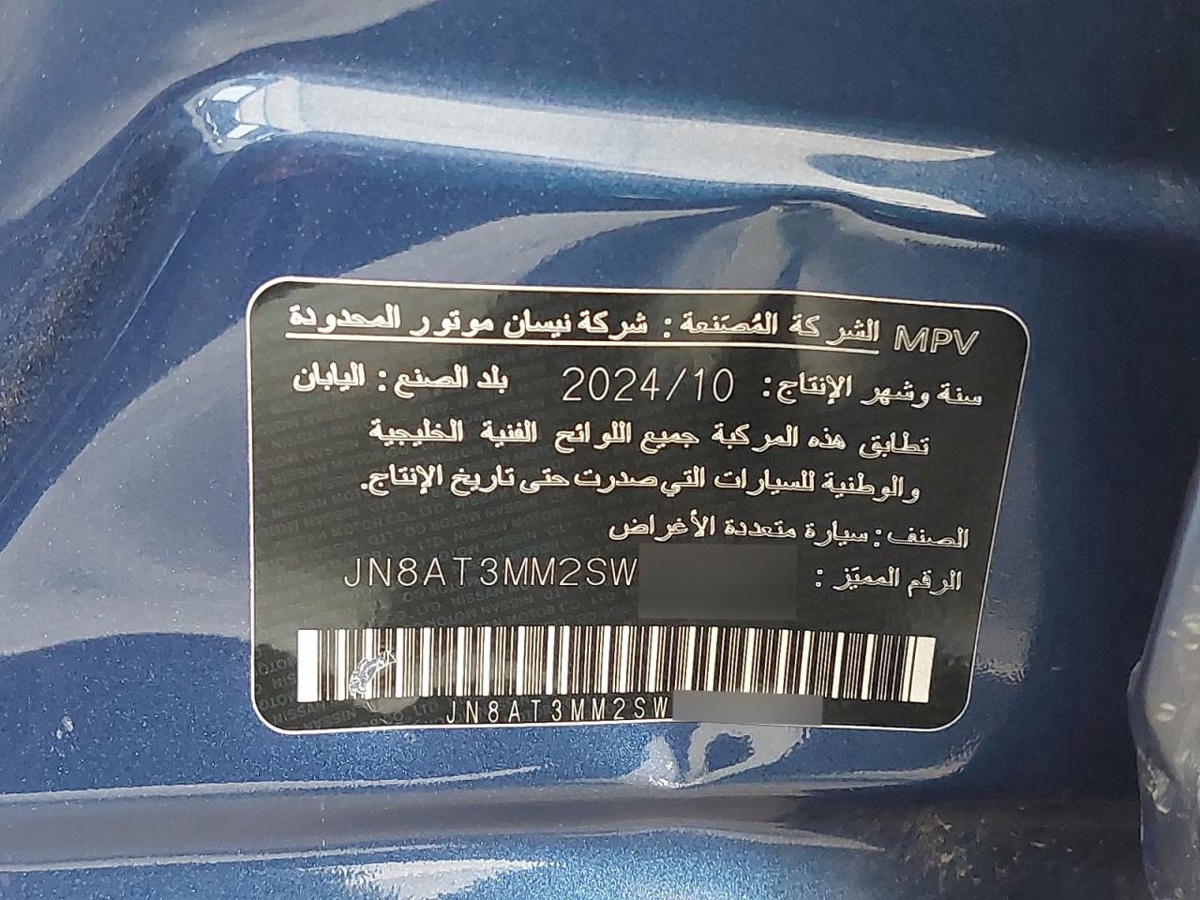 MPV الشركة المُصنعة : شركة نيسان موتور المحدودة
سنة وشهر الإنتاج: 2024/10 بلد الصنع : اليابان
تطابق هذه المركبة جميع اللوائح الفنية الخليجية
والوطنية للسيارات التي صدرت حتى تاريخ الإنتاج.
الصنف : سيارة متعددة الأغراض
الرقم المميّز : JN8AT3MM2SW
JN8AT3MM2SW